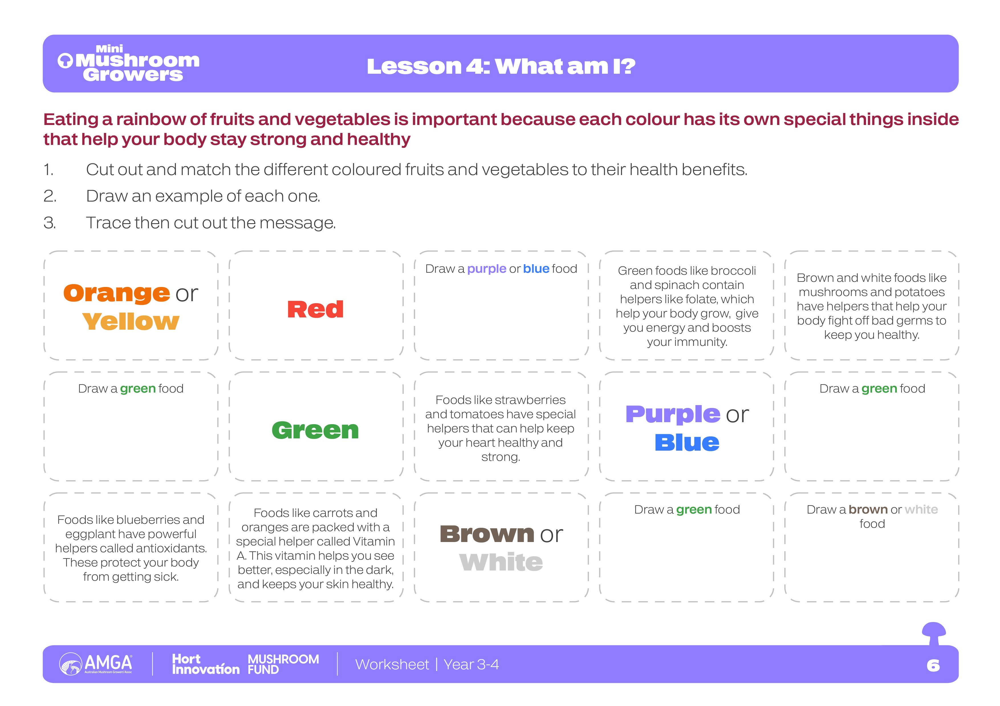 Mini
Mushroom
Growers
Lesson 4: What am I?
Eating a rainbow of fruits and vegetables is important because each colour has its own special things inside
that help your body stay strong and healthy
1. Cut out and match the different coloured fruits and vegetables to their health benefits.
2. Draw an example of each one.
3. Trace then cut out the message.
Orange or
Yellow
Red
Draw a purple or blue food
Green foods like broccoli
and spinach contain
helpers like folate, which
help your body grow, give
you energy and boosts
your immunity.
Brown and white foods like
mushrooms and potatoes
have helpers that help your
body fight off bad germs to
keep you healthy.
Draw a green food
Green
Foods like strawberries
and tomatoes have special
helpers that can help keep
your heart healthy and
strong.
Purple or
Blue
Draw a green food
Foods like blueberries and
eggplant have powerful
helpers called antioxidants.
These protect your body
from getting sick.
Foods like carrots and
oranges are packed with a
special helper called Vitamin
A. This vitamin helps you see
better, especially in the dark,
and keeps your skin healthy.
Brown or
White
Draw a green food
Draw a brown or white
food
AMGA®
Australian Mushroom Growers' Assoc
Hort
Innovation
MUSHROOM
FUND
Worksheet | Year 3-4
6